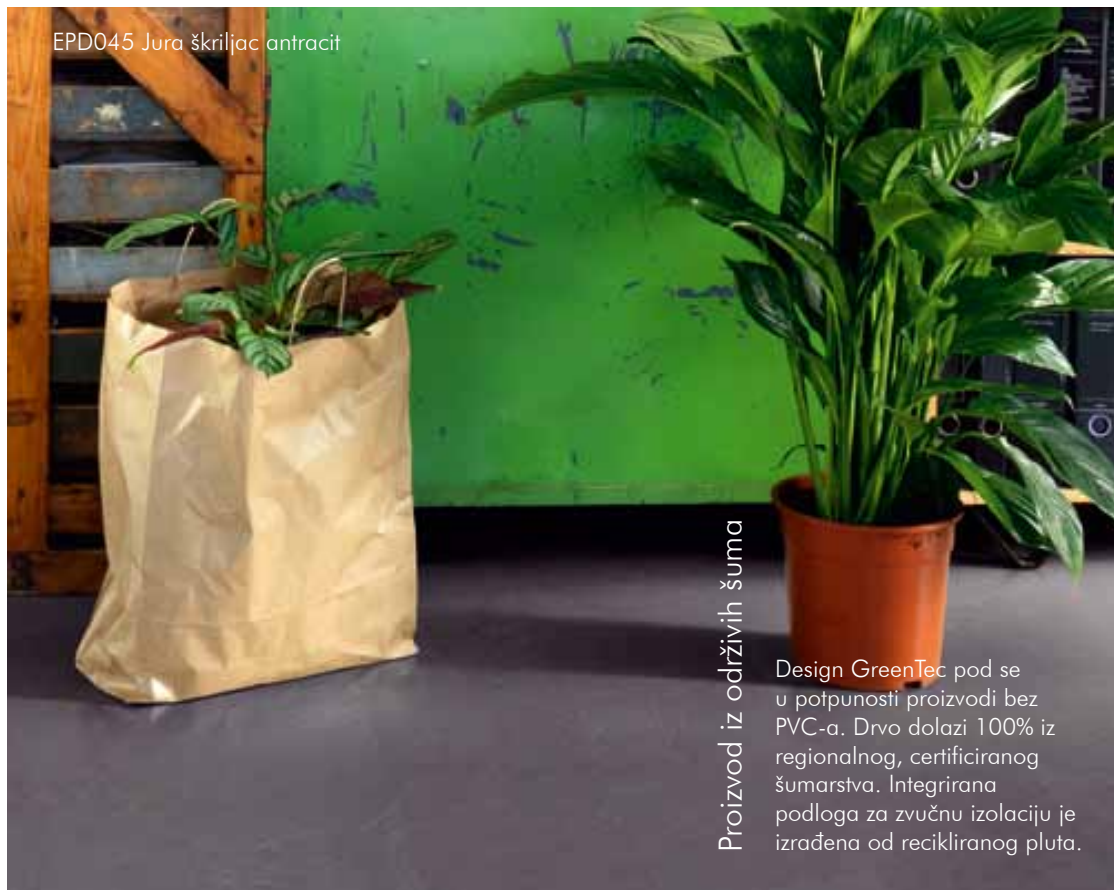 EPD045 Jura škriljac antracit
Proizvod iz održivih šuma
Design GreenTec pod se
u potpunosti proizvodi bez
PVC-a. Drvo dolazi 100% iz
regionalnog, certificiranog
šumarstva. Integrirana
podloga za zvučnu izolaciju je
izrađena od recikliranog pluta.